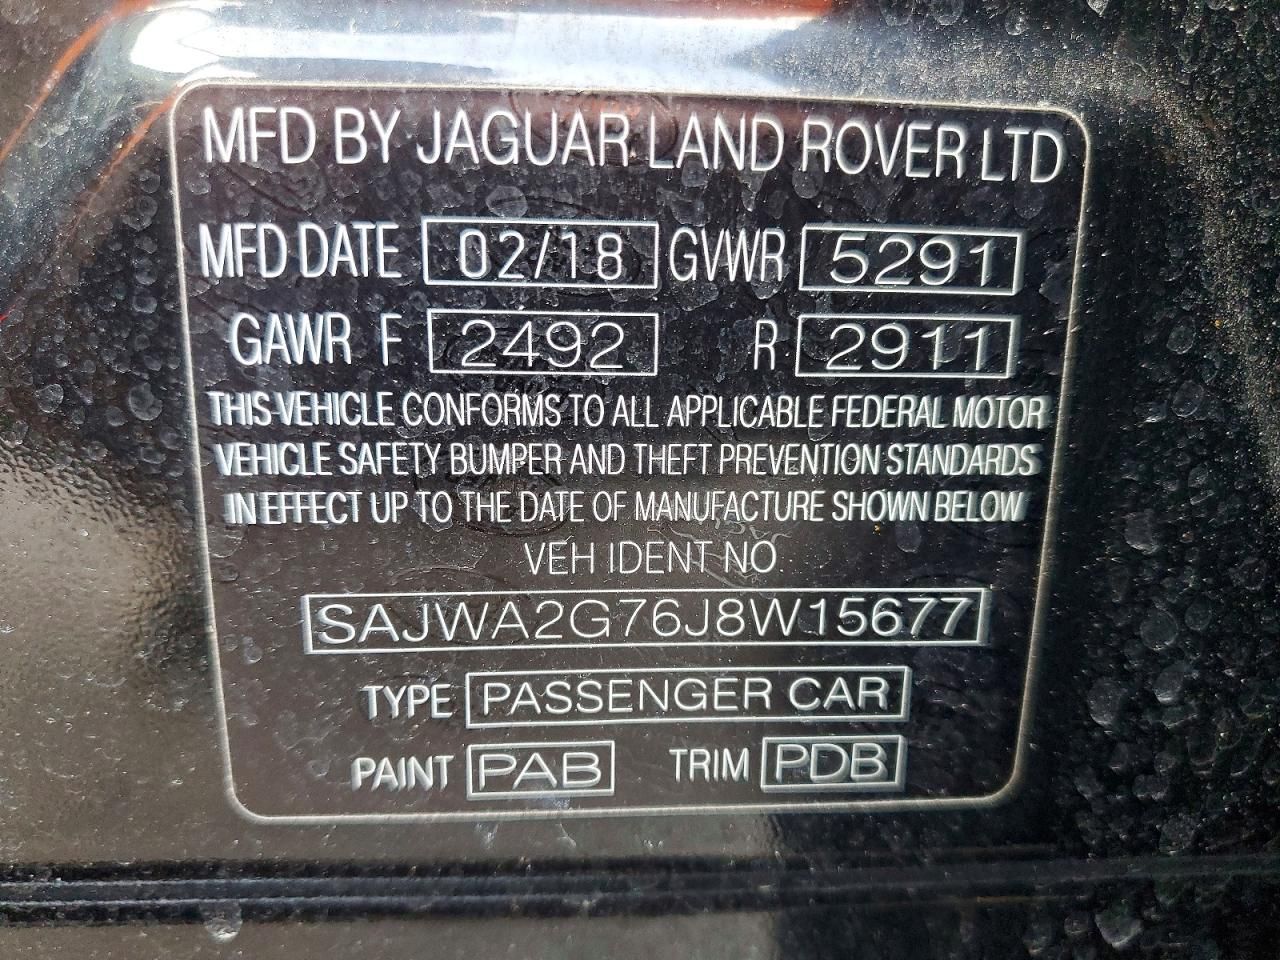 MFD BY JAGUAR LAND ROVER LTD
MFD DATE 02/18 GVWR 5291
GAWR F 2492 R 2911
THIS VEHICLE CONFORMS TO ALL APPLICABLE FEDERAL MOTOR
VEHICLE SAFETY BUMPER AND THEFT PREVENTION STANDARDS
IN EFFECT UP TO THE DATE OF MANUFACTURE SHOWN BELOW
VEH IDENT NO
SAJWA2G76J8W15677
TYPE PASSENGER CAR
PAINT PAB TRIM PDB